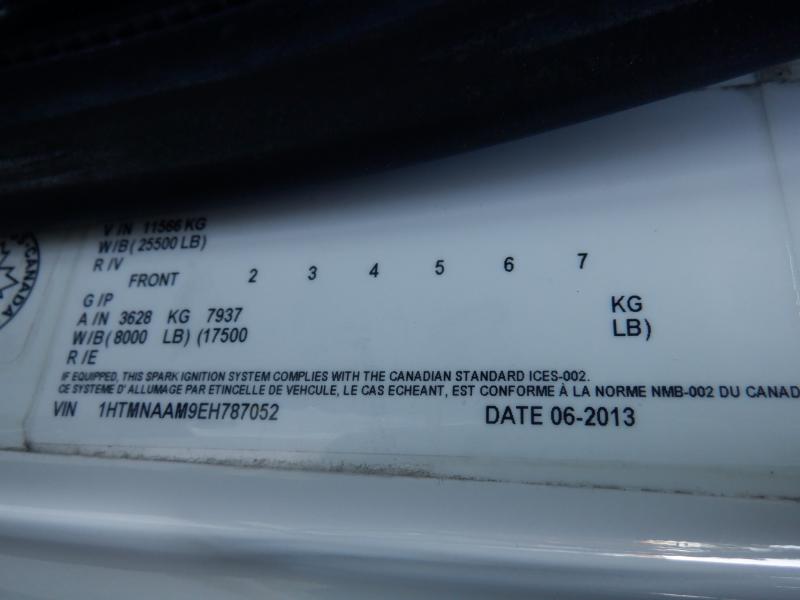 V /N 11566 KG
W/B( 25500 LB)
R /V
FRONT 2 3 4 5 6 7
G /P
A /N 3628 KG 7937 KG
W/B(8000 LB) (17500 LB)
R /E
IF EQUIPPED, THIS SPARK IGNITION SYSTEM COMPLIES WITH THE CANADIAN STANDARD ICES-002.
CE SYSTEME D' ALLUMAGE PAR ETINCELLE DE VEHICULE, LE CAS ECHEANT, EST CONFORME À LA NORME NMB-002 DU CANAD
VIN 1HTMNAAM9EH787052 DATE 06-2013
CANADA